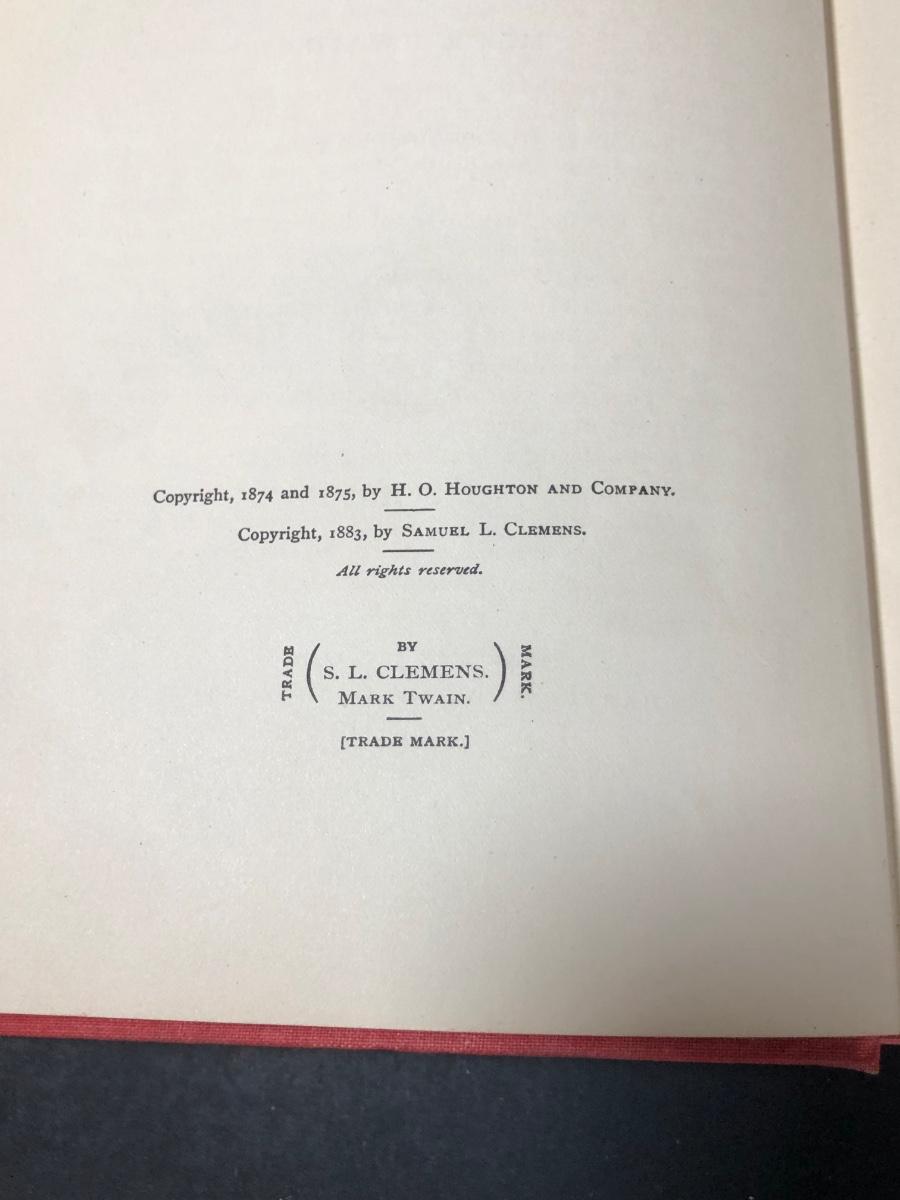 Copyright, 1874 and 1875, by H. O. HOUGHTON AND COMPANY.
Copyright, 1883, by SAMUEL L. CLEMENS.
All rights reserved.
TRADE
BY
S. L. CLEMENS.
MARK TWAIN.
MARK.
[TRADE MARK.]